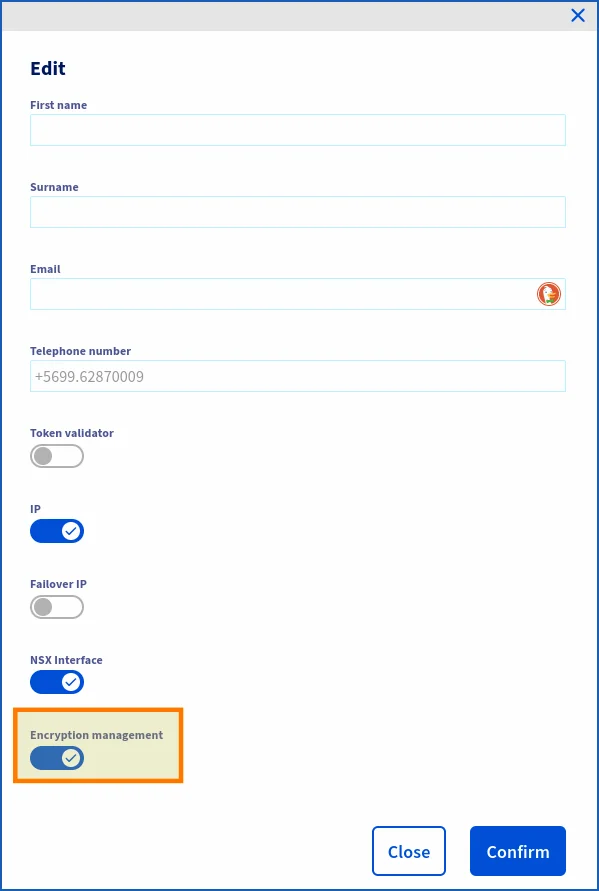 Edit
First name
Surname
Email
Telephone number
+5699.62870009
Token validator
IP
Failover IP
NSX Interface
Encryption management
Close
Confirm